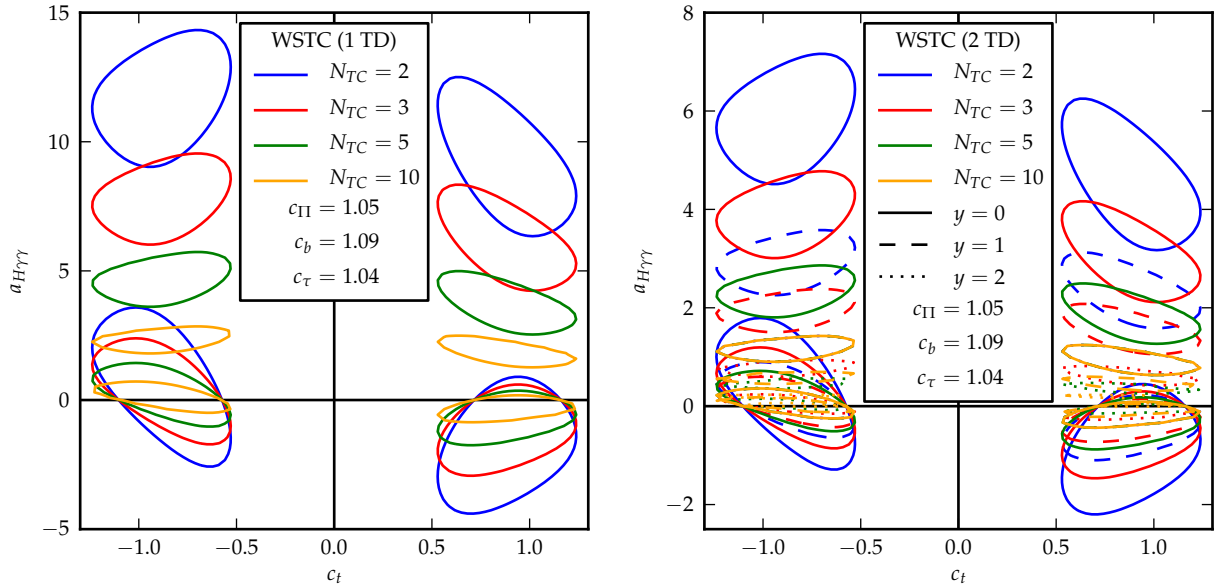 WSTC (1 TD)
N_{TC} = 2
N_{TC} = 3
N_{TC} = 5
N_{TC} = 10
c_Π = 1.05
c_b = 1.09
c_τ = 1.04
15
10
5
0
−5
a_{Hγγ}
−1.0
−0.5
0.0
0.5
1.0
c_t
WSTC (2 TD)
N_{TC} = 2
N_{TC} = 3
N_{TC} = 5
N_{TC} = 10
y = 0
y = 1
y = 2
c_Π = 1.05
c_b = 1.09
c_τ = 1.04
8
6
4
2
0
−2
a_{Hγγ}
−1.0
−0.5
0.0
0.5
1.0
c_t